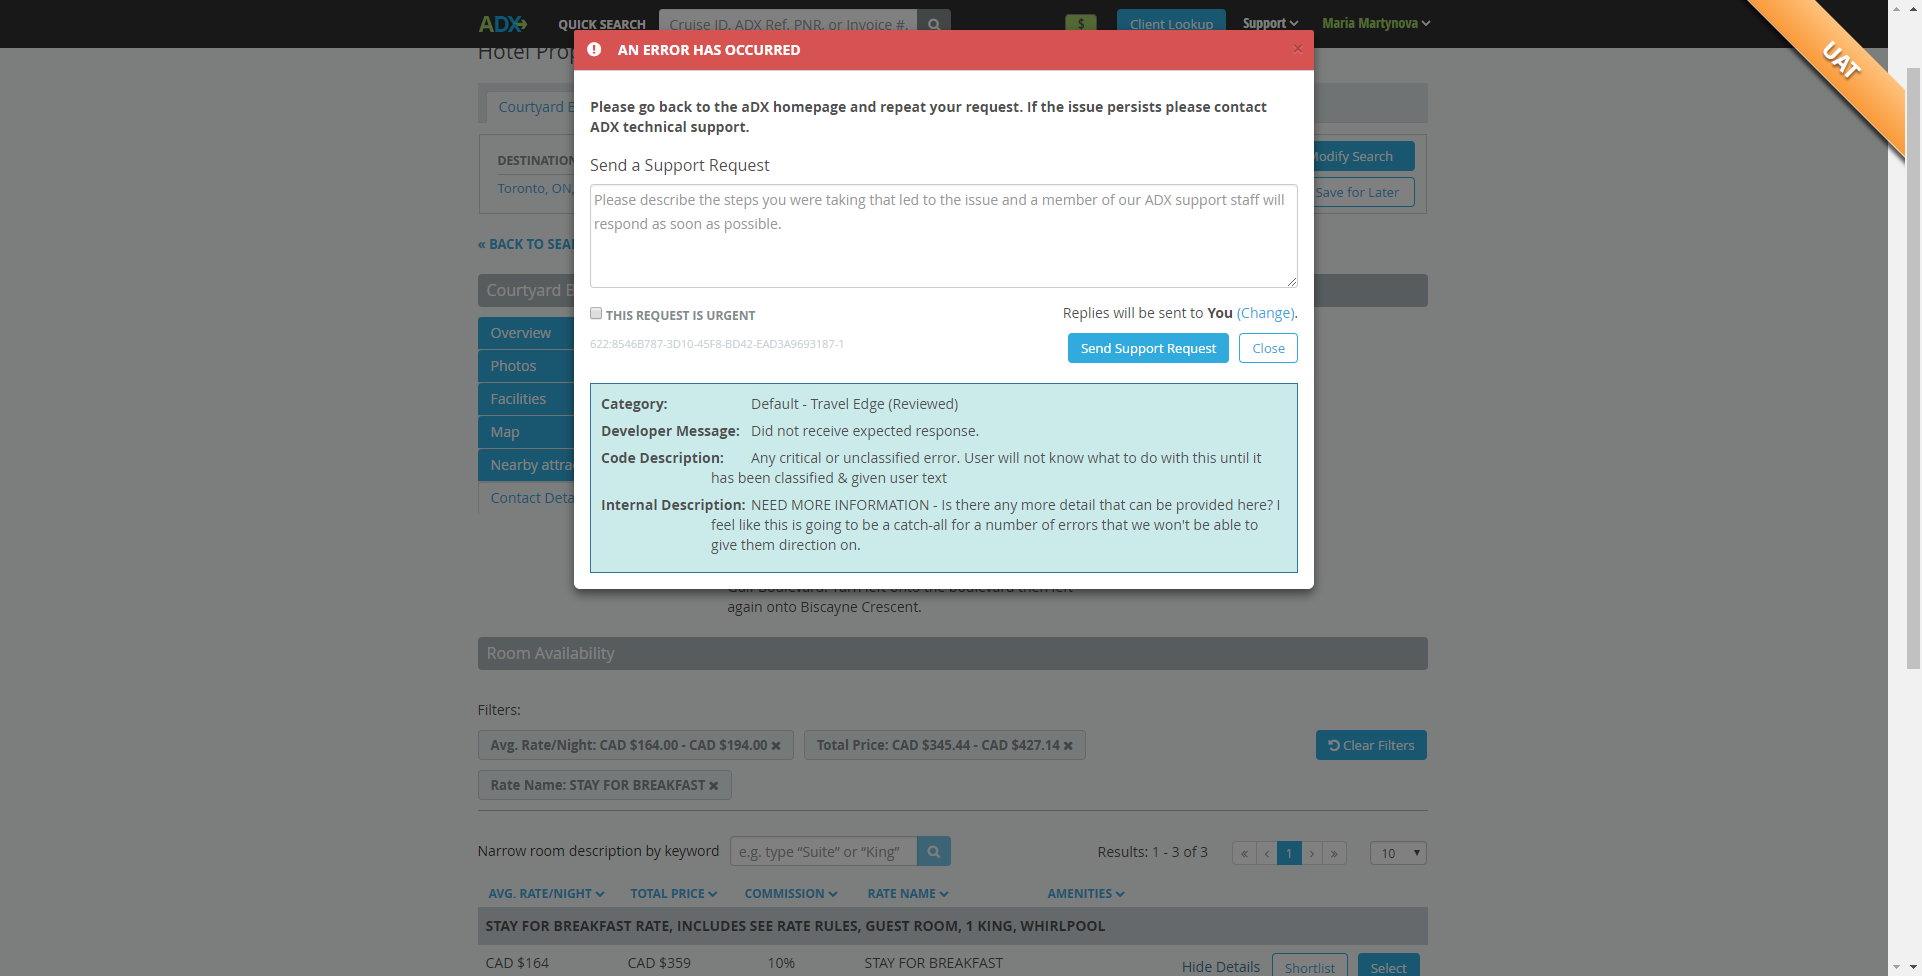 ADX QUICK SEARCH Cruise ID, ADX Ref, PNR, or Invoice #. $ Client Lookup Support Maria Martynova
UAT
Hotel Prop
AN ERROR HAS OCCURRED ×
Please go back to the aDX homepage and repeat your request. If the issue persists please contact
ADX technical support.
Courtyard B
DESTINATION
Toronto, ON,
Modify Search
Save for Later
Send a Support Request
Please describe the steps you were taking that led to the issue and a member of our ADX support staff will
respond as soon as possible.
« BACK TO SEA
Courtyard B
THIS REQUEST IS URGENT
Replies will be sent to You (Change).
622:8546B787-3D10-45F8-BD42-EAD3A9693187-1
Send Support Request Close
Overview
Photos
Facilities
Map
Nearby attra
Contact Deta
Category: Default - Travel Edge (Reviewed)
Developer Message: Did not receive expected response.
Code Description: Any critical or unclassified error. User will not know what to do with this until it
has been classified & given user text
Internal Description: NEED MORE INFORMATION - Is there any more detail that can be provided here? I
feel like this is going to be a catch-all for a number of errors that we won't be able to
give them direction on.
Gulf Boulevard. Turn left onto the boulevard then left
again onto Biscayne Crescent.
Room Availability
Filters:
Avg. Rate/Night: CAD $164.00 - CAD $194.00 × Total Price: CAD $345.44 - CAD $427.14 × Clear Filters
Rate Name: STAY FOR BREAKFAST ×
Narrow room description by keyword e.g. type “Suite” or “King” Results: 1 - 3 of 3 « ‹ 1 › » 10
AVG. RATE/NIGHT TOTAL PRICE COMMISSION RATE NAME AMENITIES
STAY FOR BREAKFAST RATE, INCLUDES SEE RATE RULES, GUEST ROOM, 1 KING, WHIRLPOOL
CAD $164 CAD $359 10% STAY FOR BREAKFAST Hide Details Shortlist Select